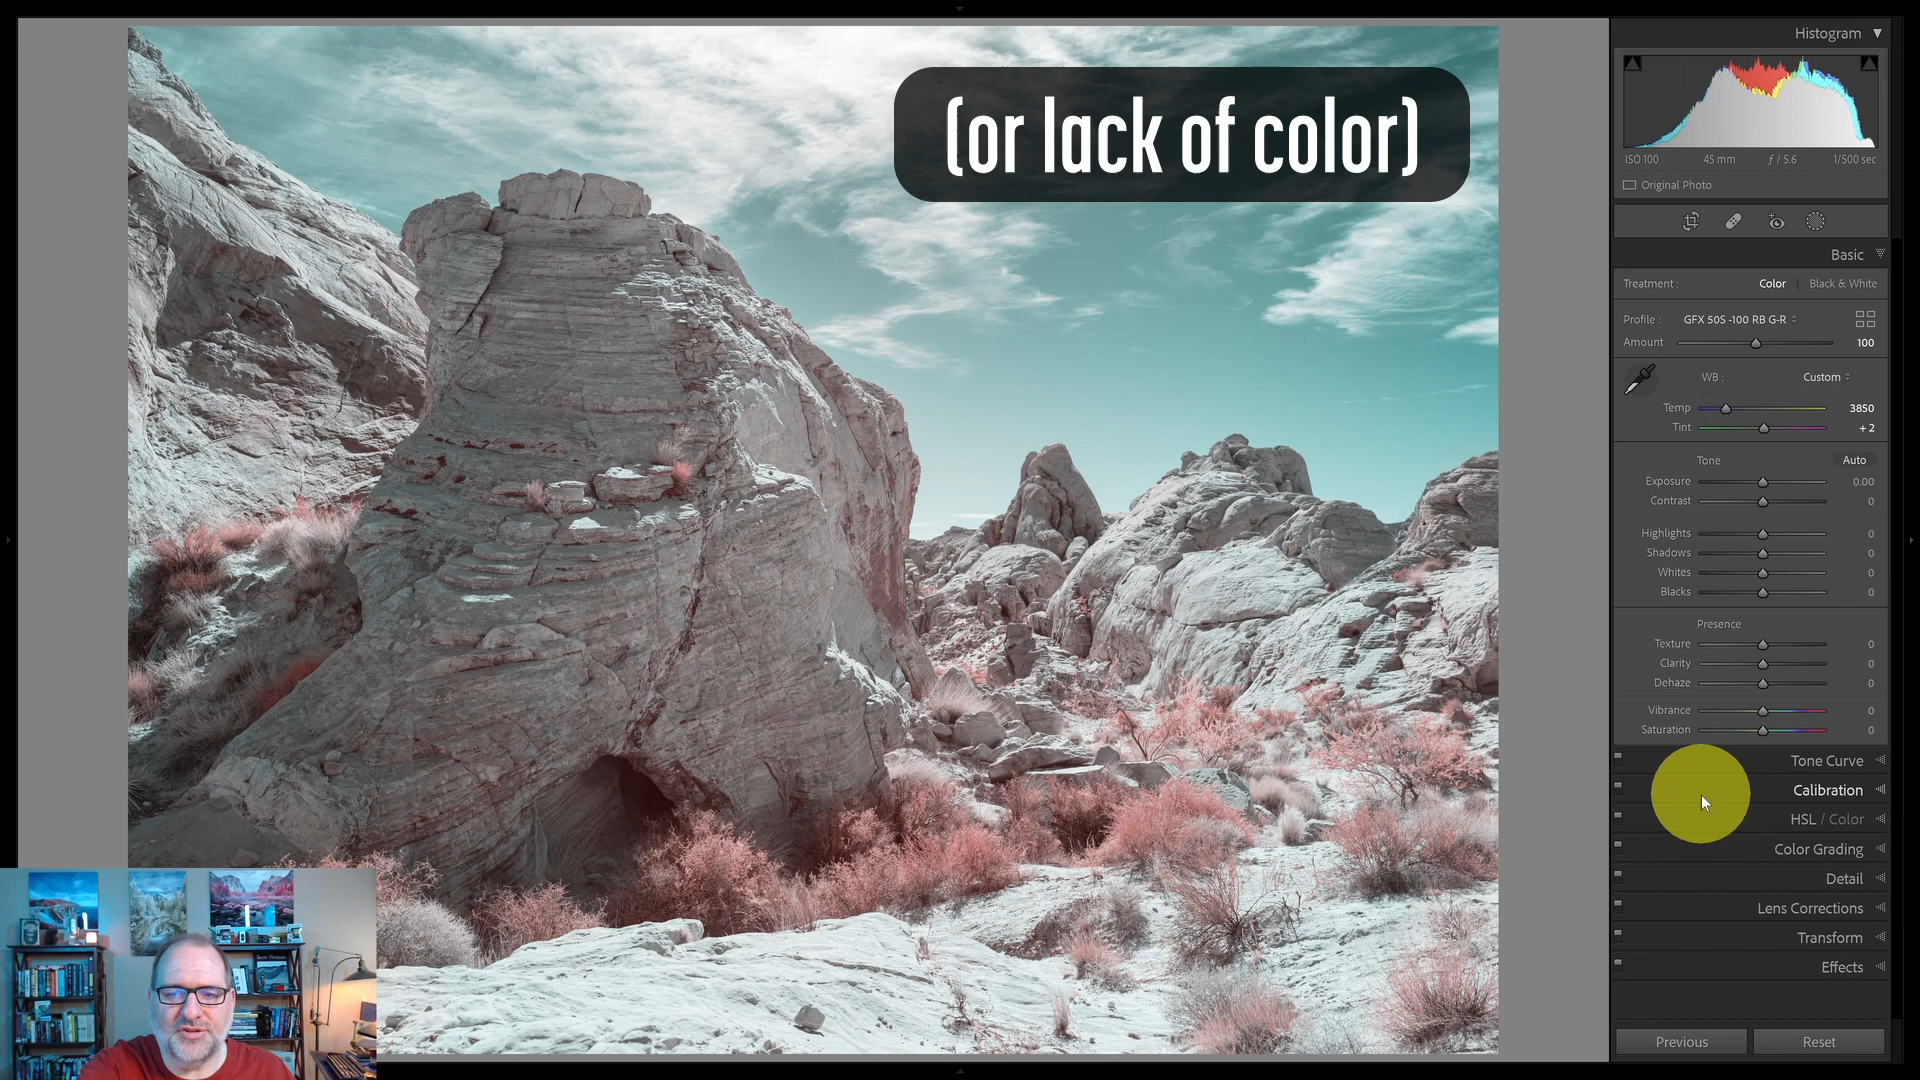 (or lack of color)
Histogram
ISO 100 45 mm ƒ / 5.6 1/500 sec
Original Photo
Basic
Treatment : Color Black & White
Profile : GFX 50S -100 RB G-R
Amount 100
WB : Custom
Temp 3850
Tint + 2
Tone Auto
Exposure 0.00
Contrast 0
Highlights 0
Shadows 0
Whites 0
Blacks 0
Presence
Texture 0
Clarity 0
Dehaze 0
Vibrance 0
Saturation 0
Tone Curve
Calibration
HSL / Color
Color Grading
Detail
Lens Corrections
Transform
Effects
Previous Reset